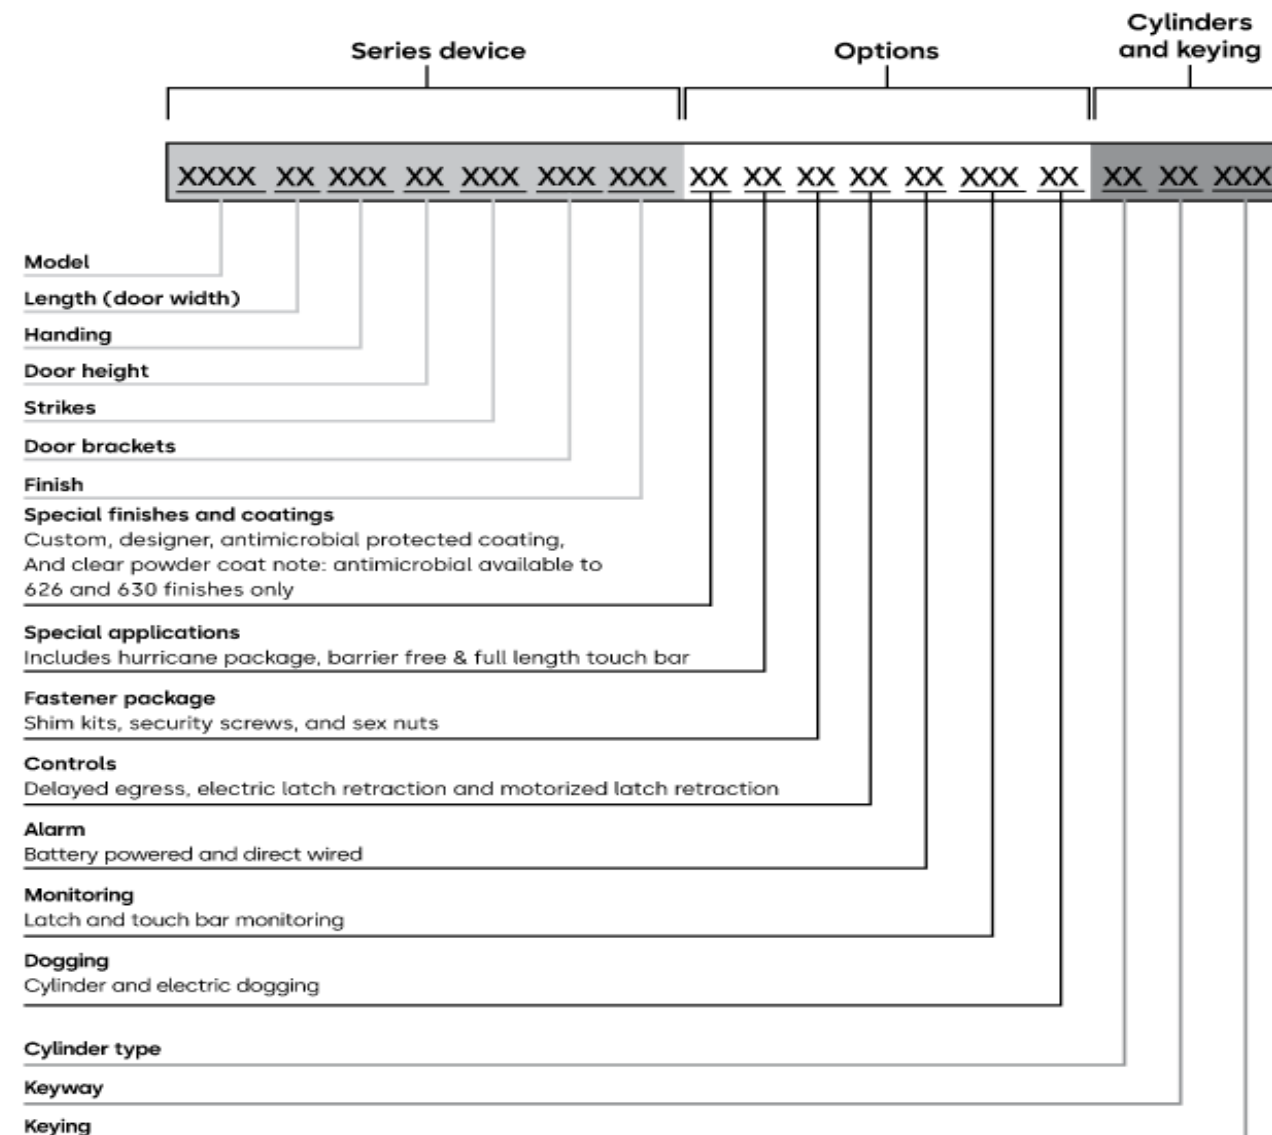 Series device
Options
Cylinders
and keying
XXXX XX XXX XX XXX XXX XXX XX XX XX XX XX XXX XX XX XX XXX
Model
Length (door width)
Handing
Door height
Strikes
Door brackets
Finish
Special finishes and coatings
Custom, designer, antimicrobial protected coating,
And clear powder coat note: antimicrobial available to
626 and 630 finishes only
Special applications
Includes hurricane package, barrier free & full length touch bar
Fastener package
Shim kits, security screws, and sex nuts
Controls
Delayed egress, electric latch retraction and motorized latch retraction
Alarm
Battery powered and direct wired
Monitoring
Latch and touch bar monitoring
Dogging
Cylinder and electric dogging
Cylinder type
Keyway
Keying